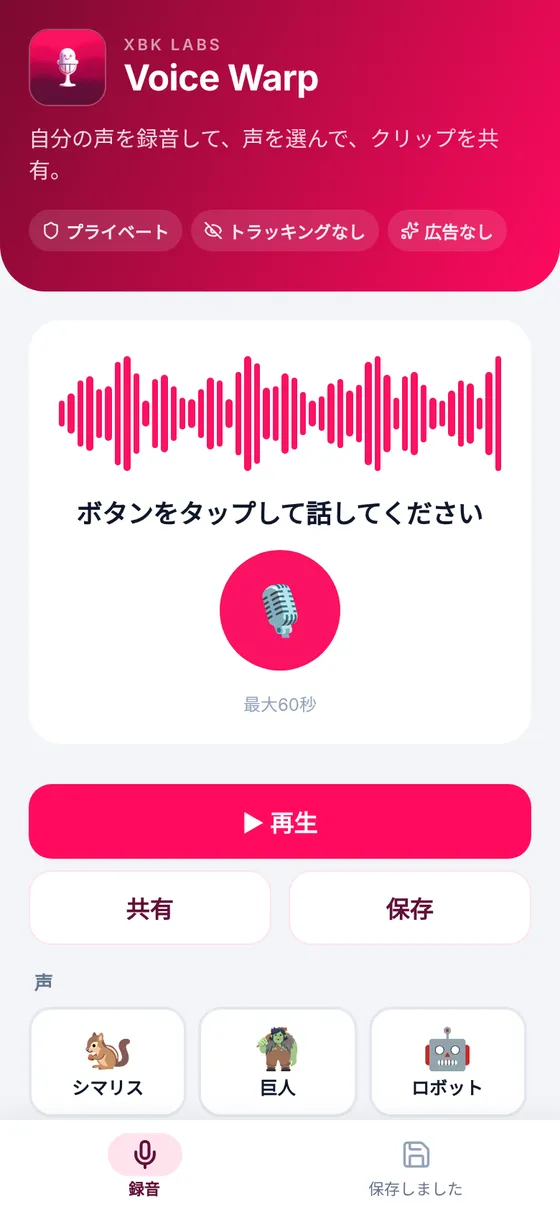 XBK LABS
Voice Warp
自分の声を録音して、声を選んで、クリップを共
有。
プライベート
トラッキングなし
広告なし
ボタンをタップして話してください
最大60秒
▶ 再生
共有
保存
声
シマリス
巨人
ロボット
録音
保存しました